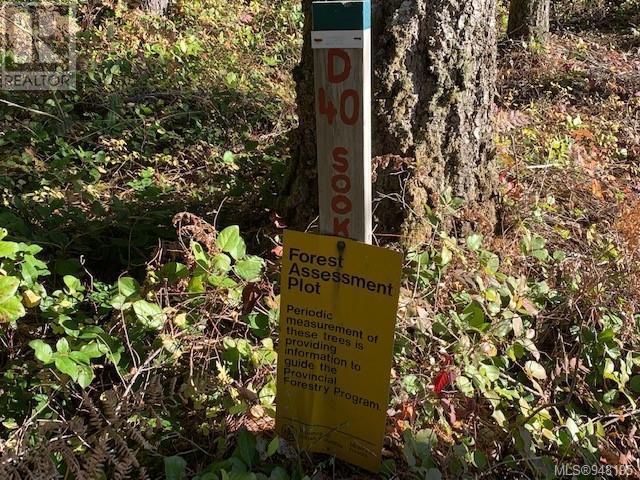 R
REALTOR
D
40
SOOK
Forest
Assessment
Plot
Periodic
measurement of
these trees is
providing
information to
guide the
Provincial
Forestry Program.
MLS®948185